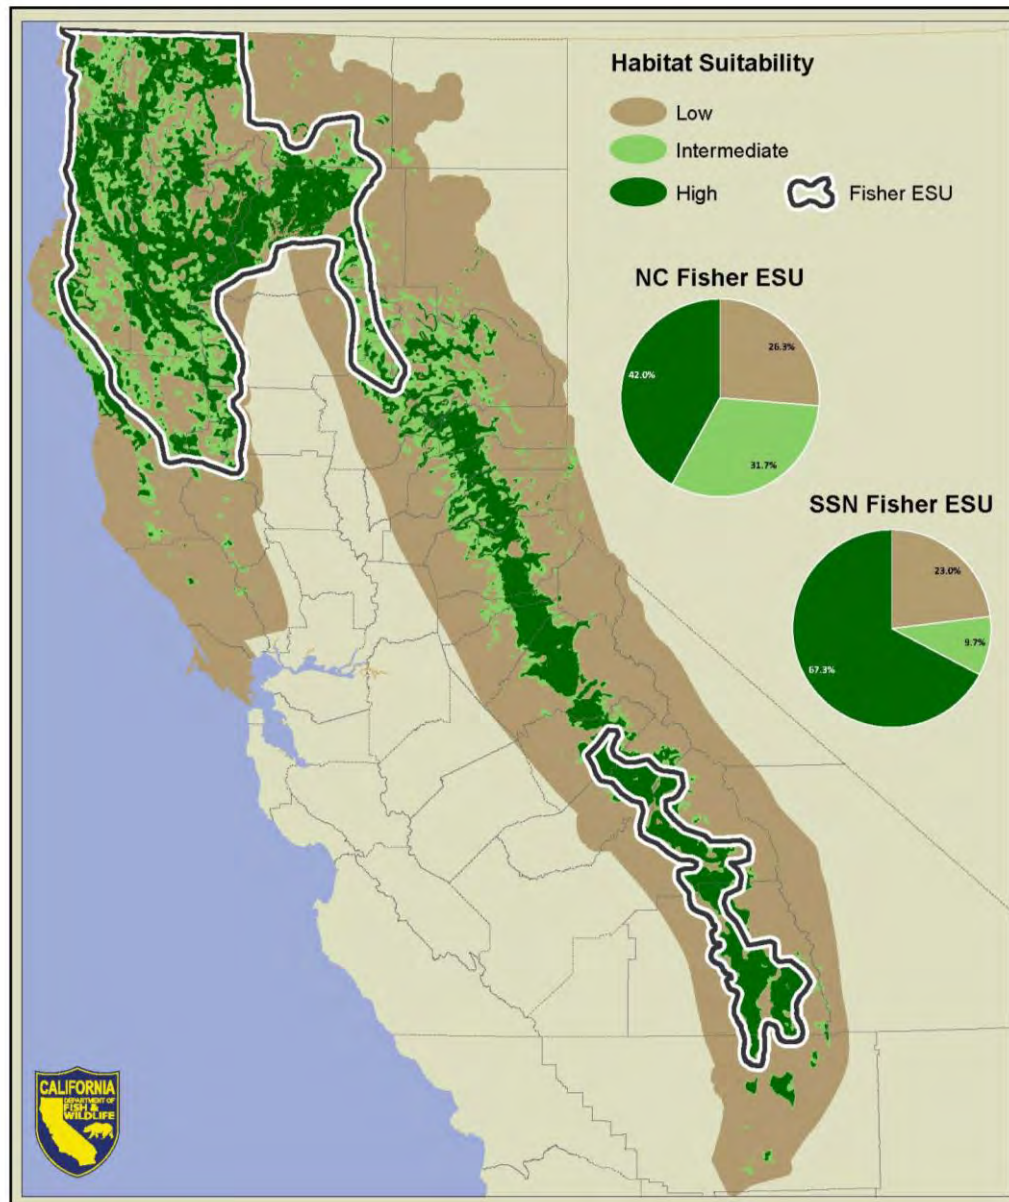 Habitat Suitability
Low
Intermediate
High
Fisher ESU
NC Fisher ESU
26.3%
42.0%
31.7%
SSN Fisher ESU
23.0%
9.7%
67.3%
CALIFORNIA
DEPARTMENT OF
FISH &
WILDLIFE